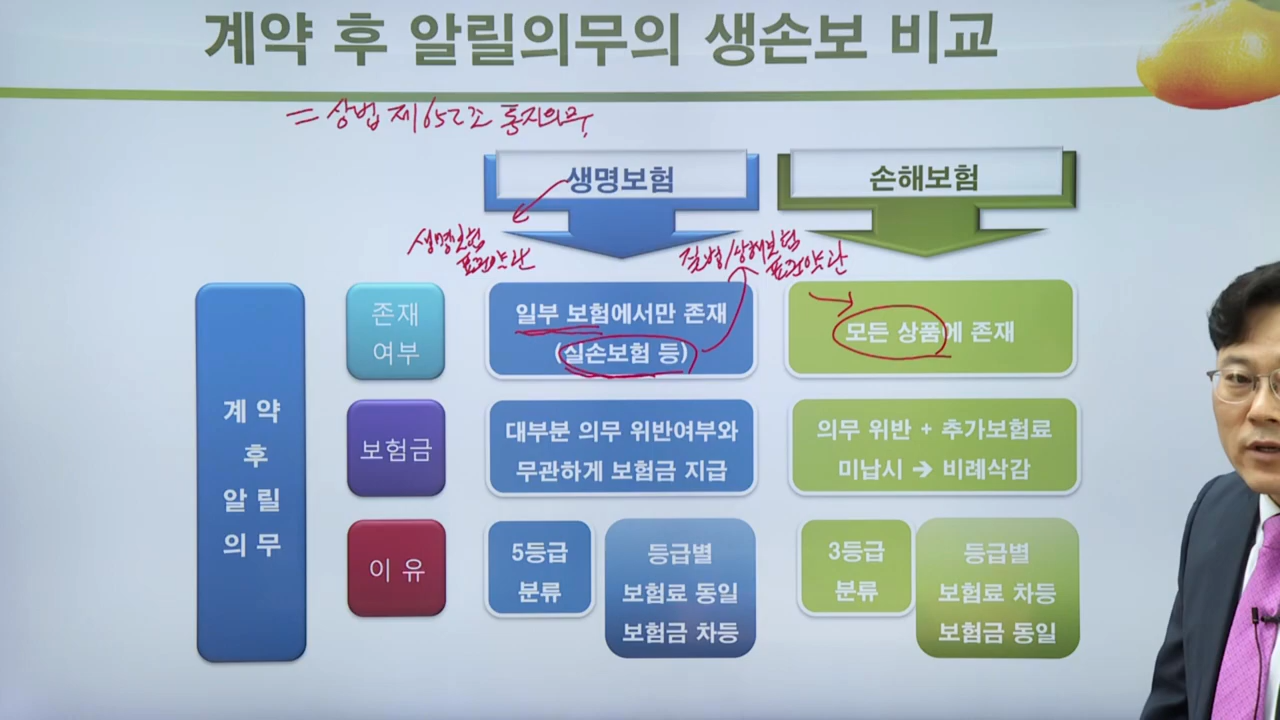 계약 후 알릴의무의 생손보 비교
= 상법 제652조 통지의무
생명보험
손해보험
생명보험
표준약관
질병/상해보험
표준약관
존재
여부
일부 보험에서만 존재
(실손보험 등)
모든 상품에 존재
계약
후
알릴
의무
보험금
대부분 의무 위반여부와
무관하게 보험금 지급
의무 위반 + 추가보험료
미납시 → 비례삭감
이유
5등급
분류
등급별
보험료 동일
보험금 차등
3등급
분류
등급별
보험료 차등
보험금 동일